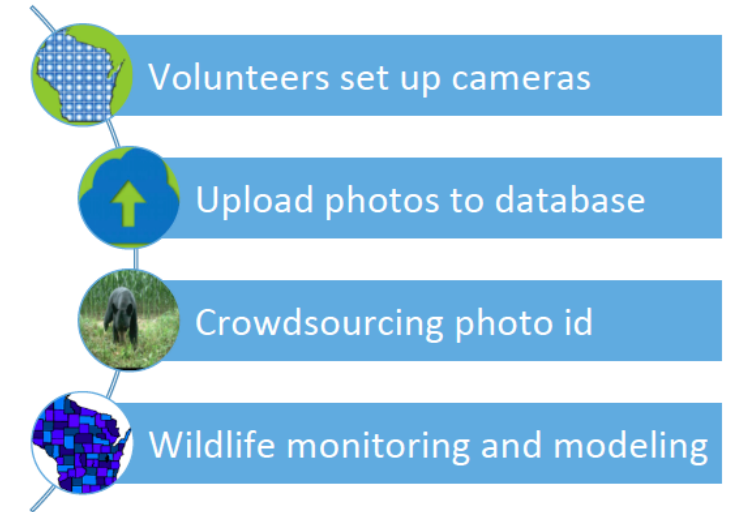 Volunteers set up cameras
Upload photos to database
Crowdsourcing photo id
Wildlife monitoring and modeling